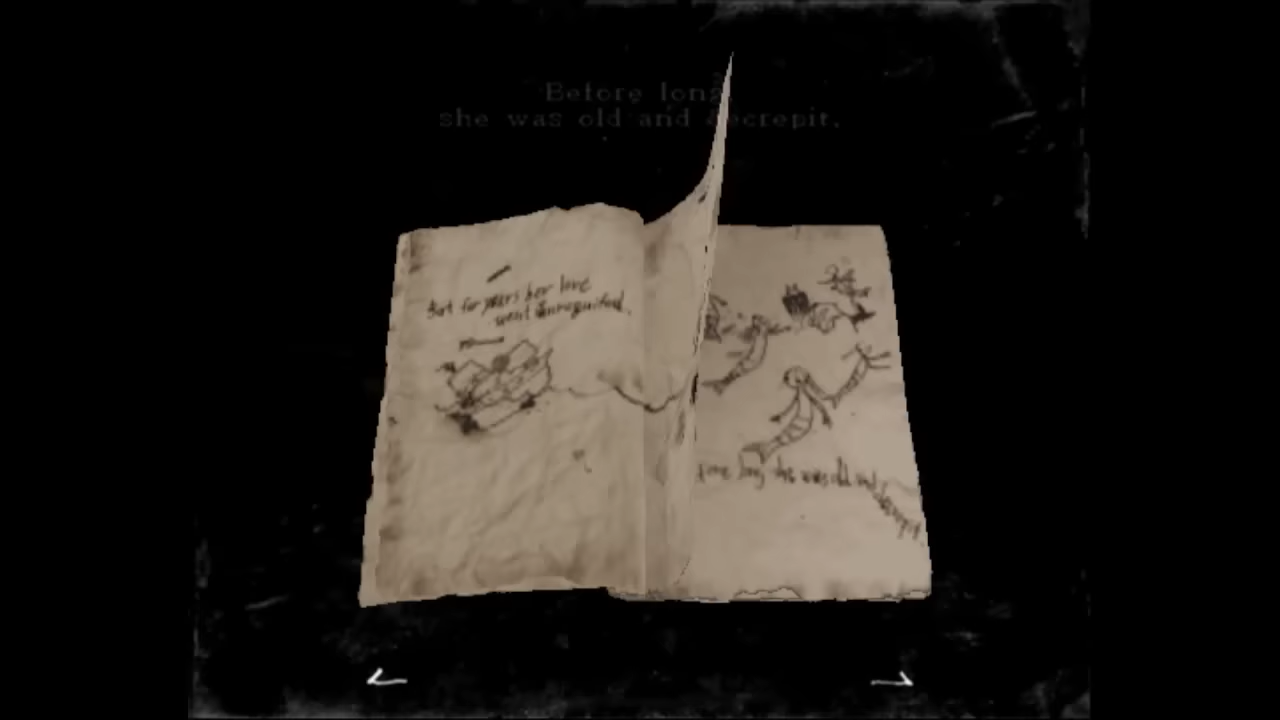 Before long,
she was old and decrepit.
But for years her love
went unrequited.
long she was old and
decrepit